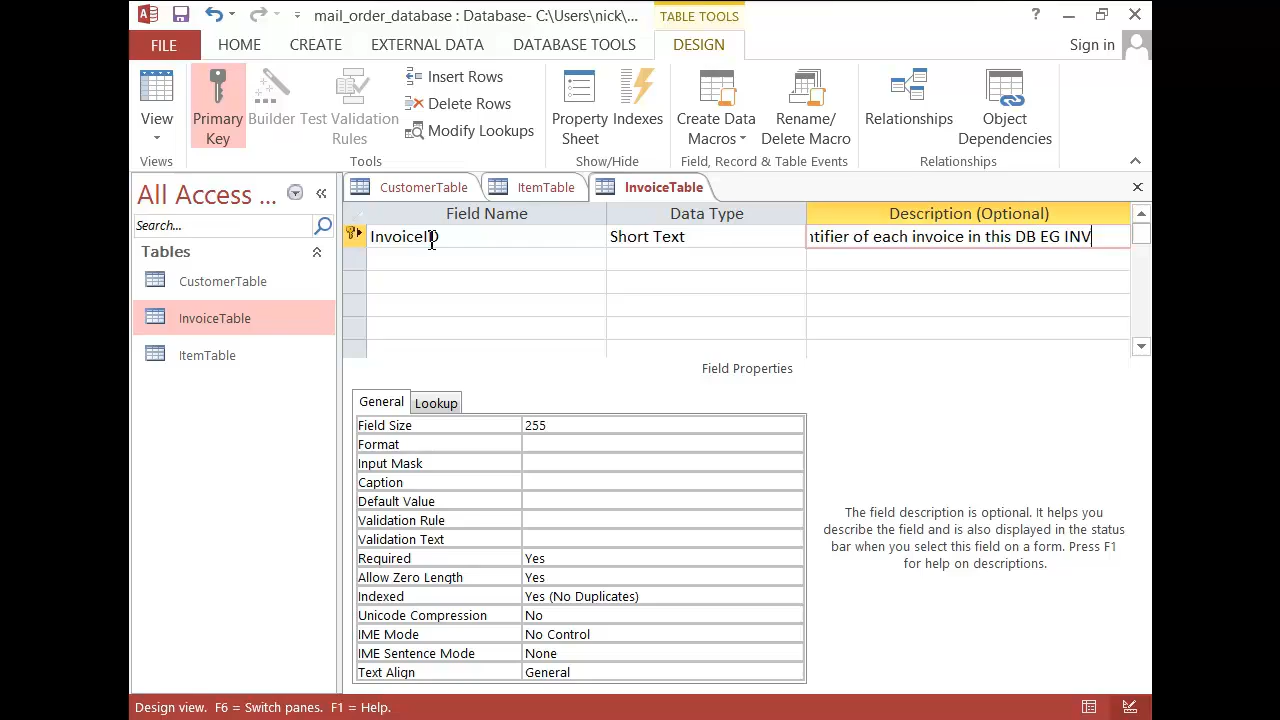 mail_order_database : Database- C:\Users\nick\...
TABLE TOOLS
?
FILE
HOME
CREATE
EXTERNAL DATA
DATABASE TOOLS
DESIGN
Sign in
View
Primary
Key
Builder
Test Validation
Rules
Insert Rows
Delete Rows
Modify Lookups
Property
Sheet
Indexes
Create Data
Macros
Rename/
Delete Macro
Relationships
Object
Dependencies
Views
Tools
Show/Hide
Field, Record & Table Events
Relationships
All Access ...
Search...
Tables
CustomerTable
InvoiceTable
ItemTable
CustomerTable
ItemTable
InvoiceTable
Field Name
Data Type
Description (Optional)
InvoiceID
Short Text
ntifier of each invoice in this DB EG INV
Field Properties
General
Lookup
Field Size 255
Format
Input Mask
Caption
Default Value
Validation Rule
Validation Text
Required Yes
Allow Zero Length Yes
Indexed Yes (No Duplicates)
Unicode Compression No
IME Mode No Control
IME Sentence Mode None
Text Align General
The field description is optional. It helps you
describe the field and is also displayed in the status
bar when you select this field on a form. Press F1
for help on descriptions.
Design view. F6 = Switch panes. F1 = Help.